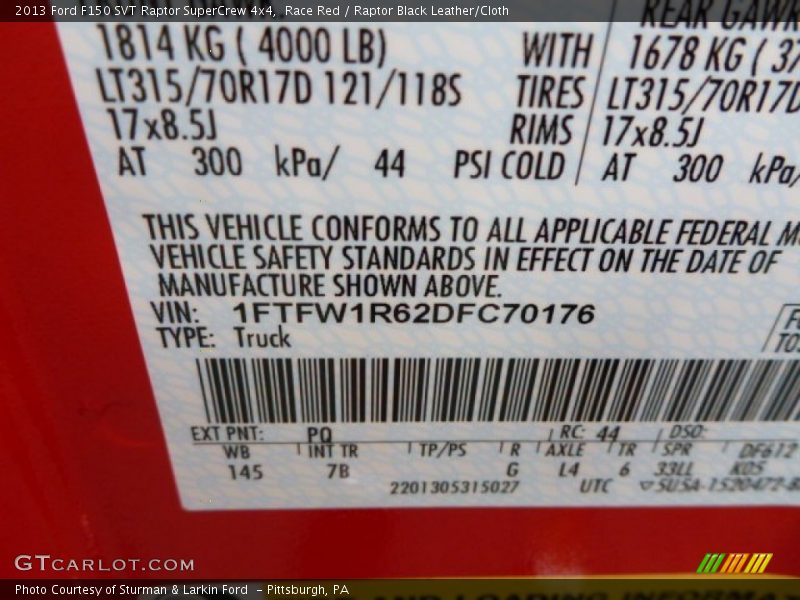 2013 Ford F150 SVT Raptor SuperCrew 4x4,  Race Red / Raptor Black Leather/Cloth
REAR GAWR
1814 KG ( 4000 LB) WITH 1678 KG ( 37
LT315/70R17D 121/118S TIRES LT315/70R17D
17x8.5J RIMS 17x8.5J
AT 300 kPa/ 44 PSI COLD AT 300 kPa/
THIS VEHICLE CONFORMS TO ALL APPLICABLE FEDERAL M
VEHICLE SAFETY STANDARDS IN EFFECT ON THE DATE OF
MANUFACTURE SHOWN ABOVE.
VIN: 1FTFW1R62DFC70176
TYPE: Truck
EXT PNT: PQ RC: 44 DSO:
WB INT TR TP/PS R AXLE TR SPR DF612
145 7B G L4 6 33LL K05
2201305315027 UTC
GTCARLOT.COM
Photo Courtesy of Sturman & Larkin Ford  - Pittsburgh, PA